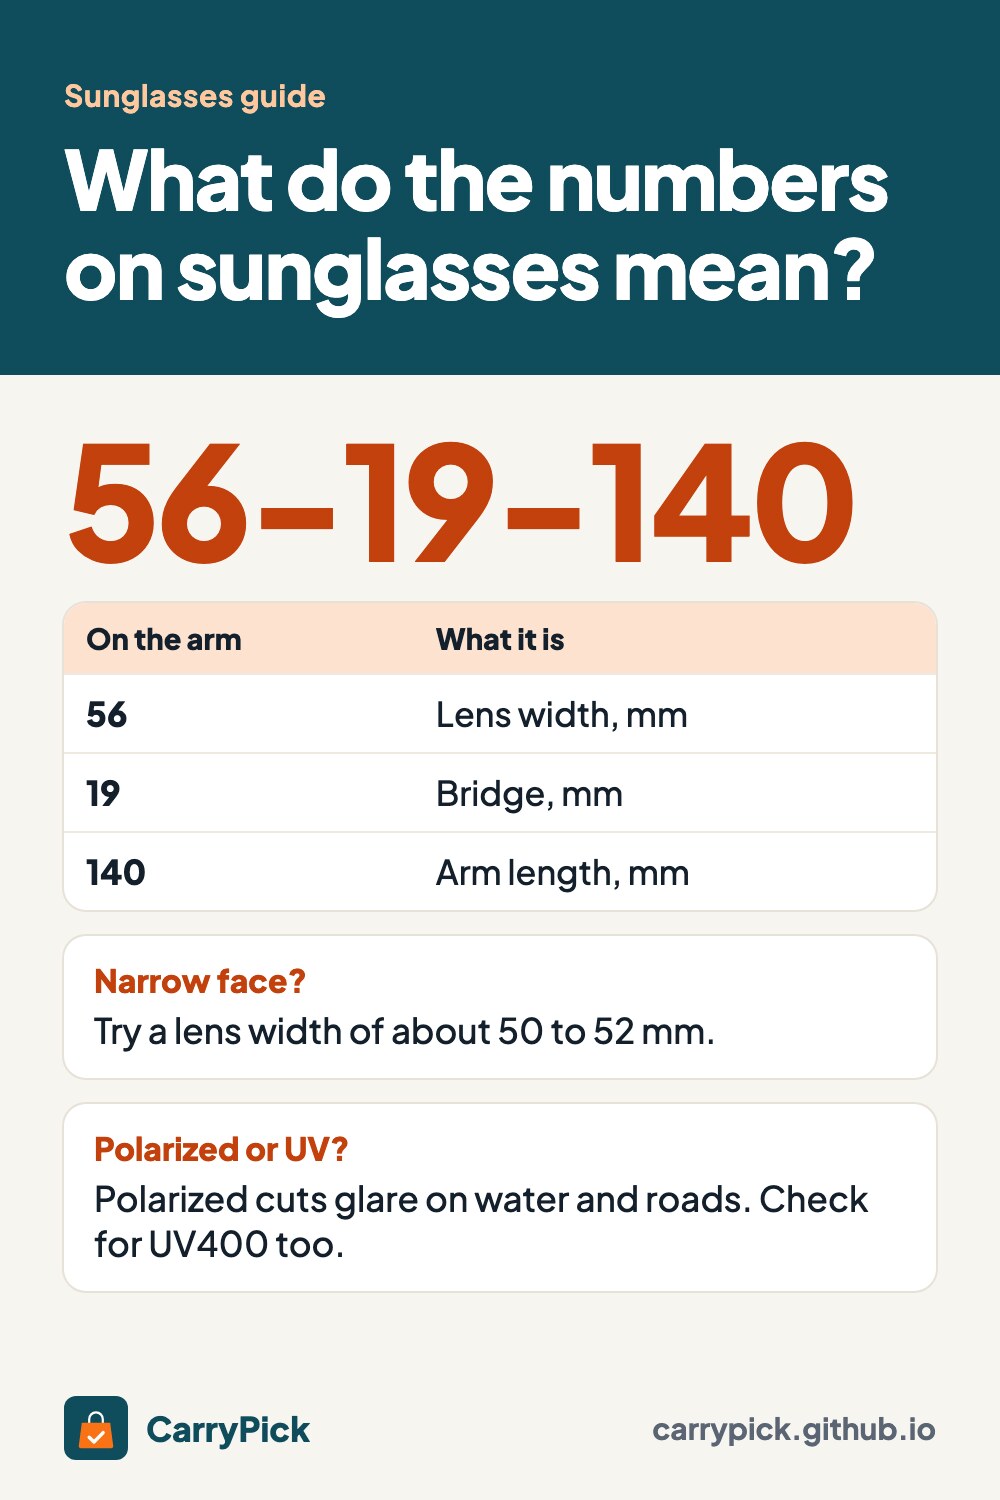 Sunglasses guide
What do the numbers
on sunglasses mean?
56–19–140
On the arm What it is
56 Lens width, mm
19 Bridge, mm
140 Arm length, mm
Narrow face?
Try a lens width of about 50 to 52 mm.
Polarized or UV?
Polarized cuts glare on water and roads. Check
for UV400 too.
CarryPick carrypick.github.io